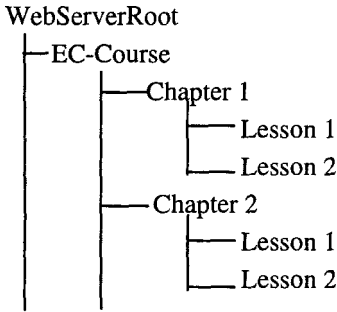 WebServerRoot
EC-Course
Chapter 1
Lesson 1
Lesson 2
Chapter 2
Lesson 1
Lesson 2